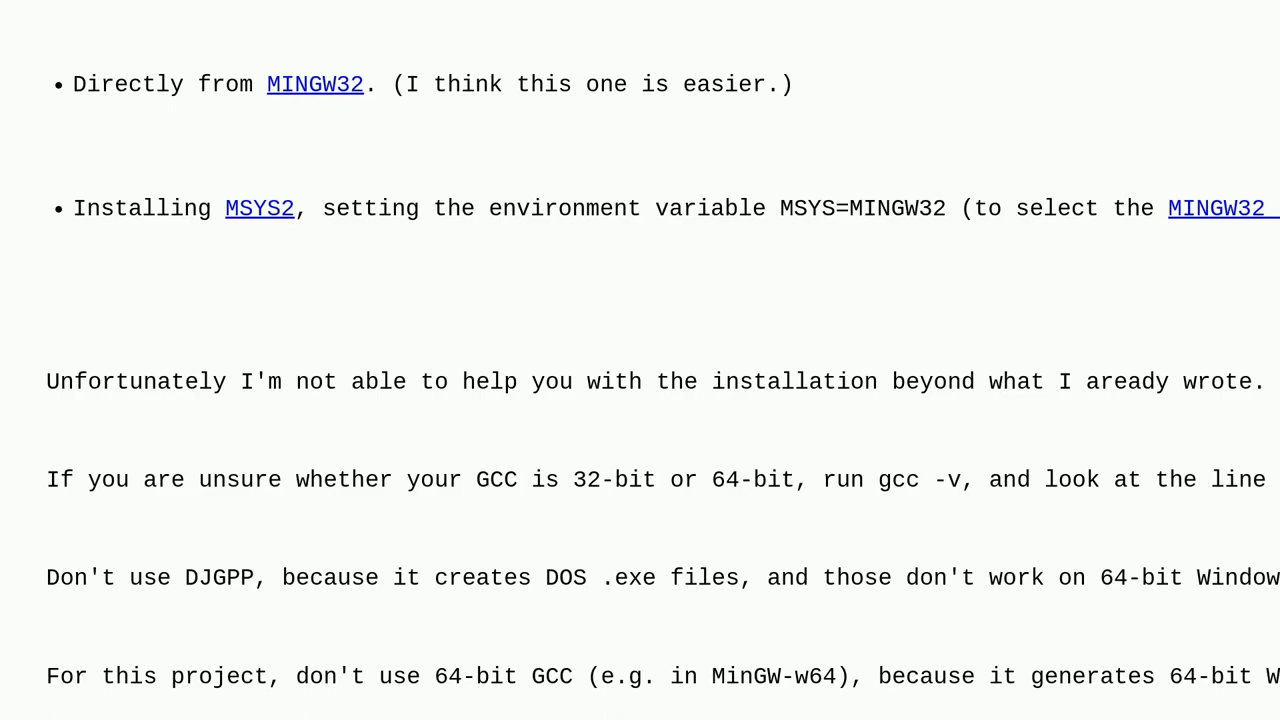 • Directly from MINGW32. (I think this one is easier.)
• Installing MSYS2, setting the environment variable MSYS=MINGW32 (to select the MINGW32
Unfortunately I'm not able to help you with the installation beyond what I aready wrote.
If you are unsure whether your GCC is 32-bit or 64-bit, run gcc -v, and look at the line
Don't use DJGPP, because it creates DOS .exe files, and those don't work on 64-bit Window
For this project, don't use 64-bit GCC (e.g. in MinGW-w64), because it generates 64-bit W